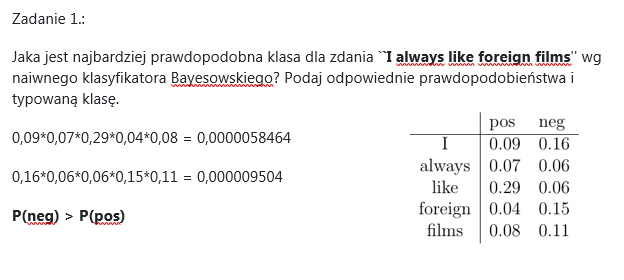 Zadanie 1.:
Jaka jest najbardziej prawdopodobna klasa dla zdania ``I always like foreign films'' wg
naiwnego klasyfikatora Bayesowskiego? Podaj odpowiednie prawdopodobieństwa i
typowaną klasę.
0,09*0,07*0,29*0,04*0,08 = 0,0000058464
0,16*0,06*0,06*0,15*0,11 = 0,000009504
P(neg) > P(pos)
pos neg
I 0.09 0.16
always 0.07 0.06
like 0.29 0.06
foreign 0.04 0.15
films 0.08 0.11